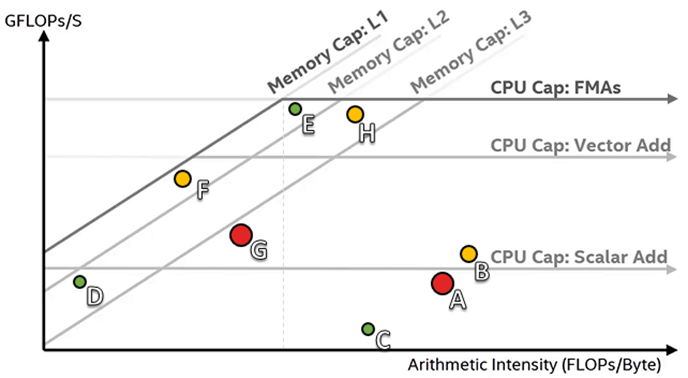 GFLOPs/S
Memory Cap: L1
Memory Cap: L2
Memory Cap: L3
CPU Cap: FMAs
E
H
CPU Cap: Vector Add
F
G
CPU Cap: Scalar Add
B
D
A
C
Arithmetic Intensity (FLOPs/Byte)